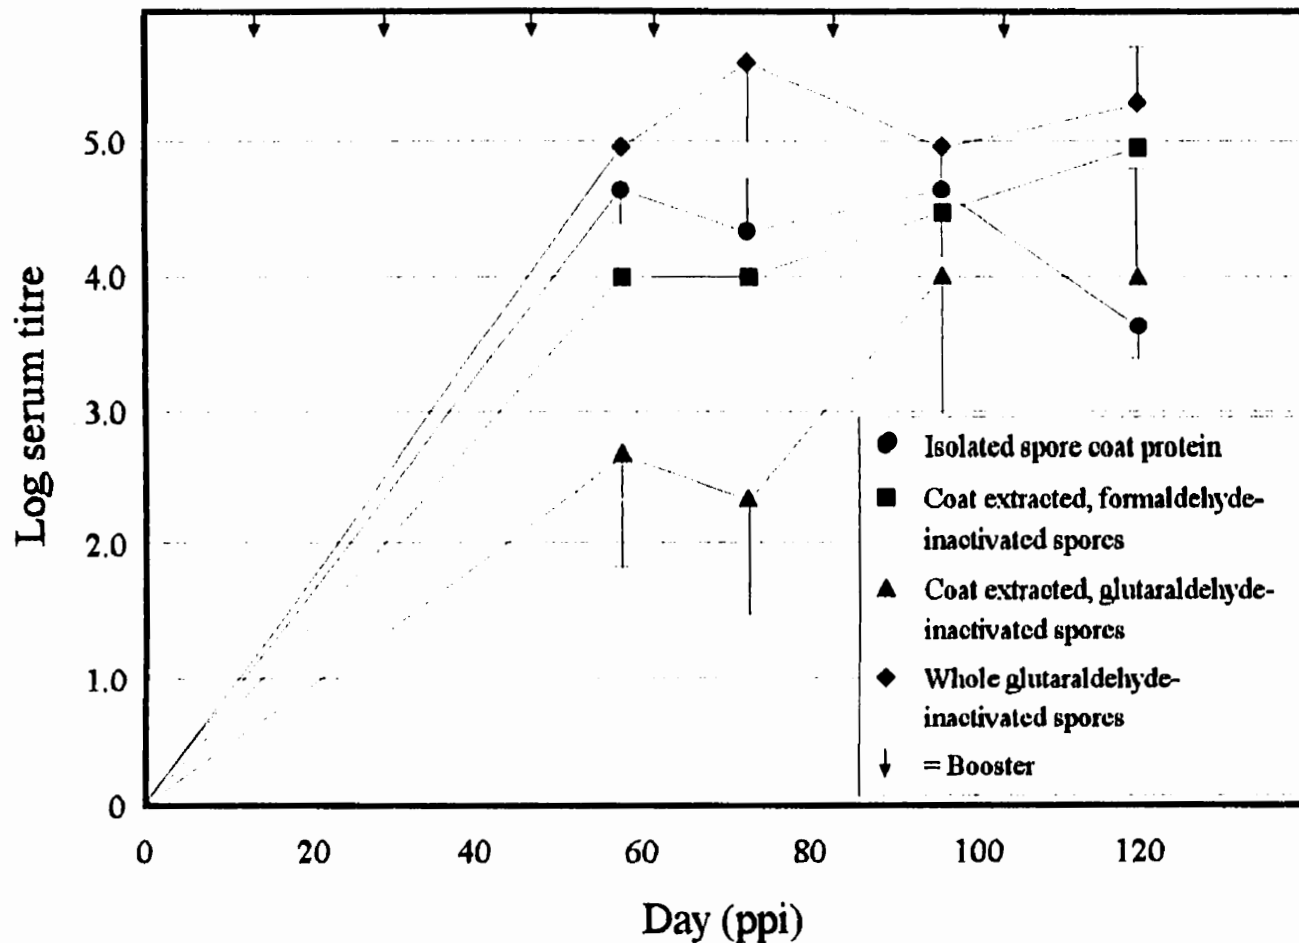 Log serum titre
5.0
4.0
3.0
2.0
1.0
0
0 20 40 60 80 100 120
Day (ppi)
Isolated spore coat protein
Coat extracted, formaldehyde-
inactivated spores
Coat extracted, glutaraldehyde-
inactivated spores
Whole glutaraldehyde-
inactivated spores
= Booster